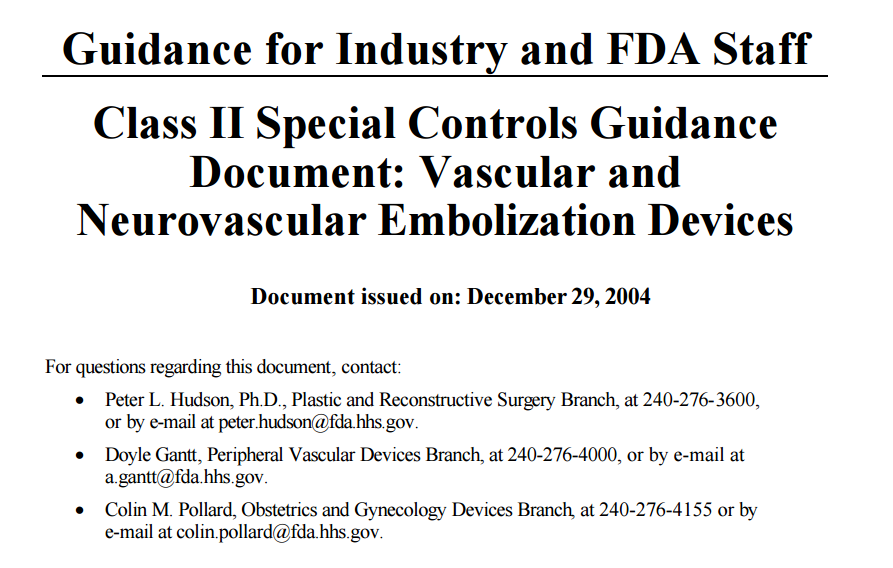 Guidance for Industry and FDA Staff
Class II Special Controls Guidance
Document: Vascular and
Neurovascular Embolization Devices
Document issued on: December 29, 2004
For questions regarding this document, contact:
• Peter L. Hudson, Ph.D., Plastic and Reconstructive Surgery Branch, at 240-276-3600,
or by e-mail at peter.hudson@fda.hhs.gov.
• Doyle Gantt, Peripheral Vascular Devices Branch, at 240-276-4000, or by e-mail at
a.gantt@fda.hhs.gov.
• Colin M. Pollard, Obstetrics and Gynecology Devices Branch, at 240-276-4155 or by
e-mail at colin.pollard@fda.hhs.gov.